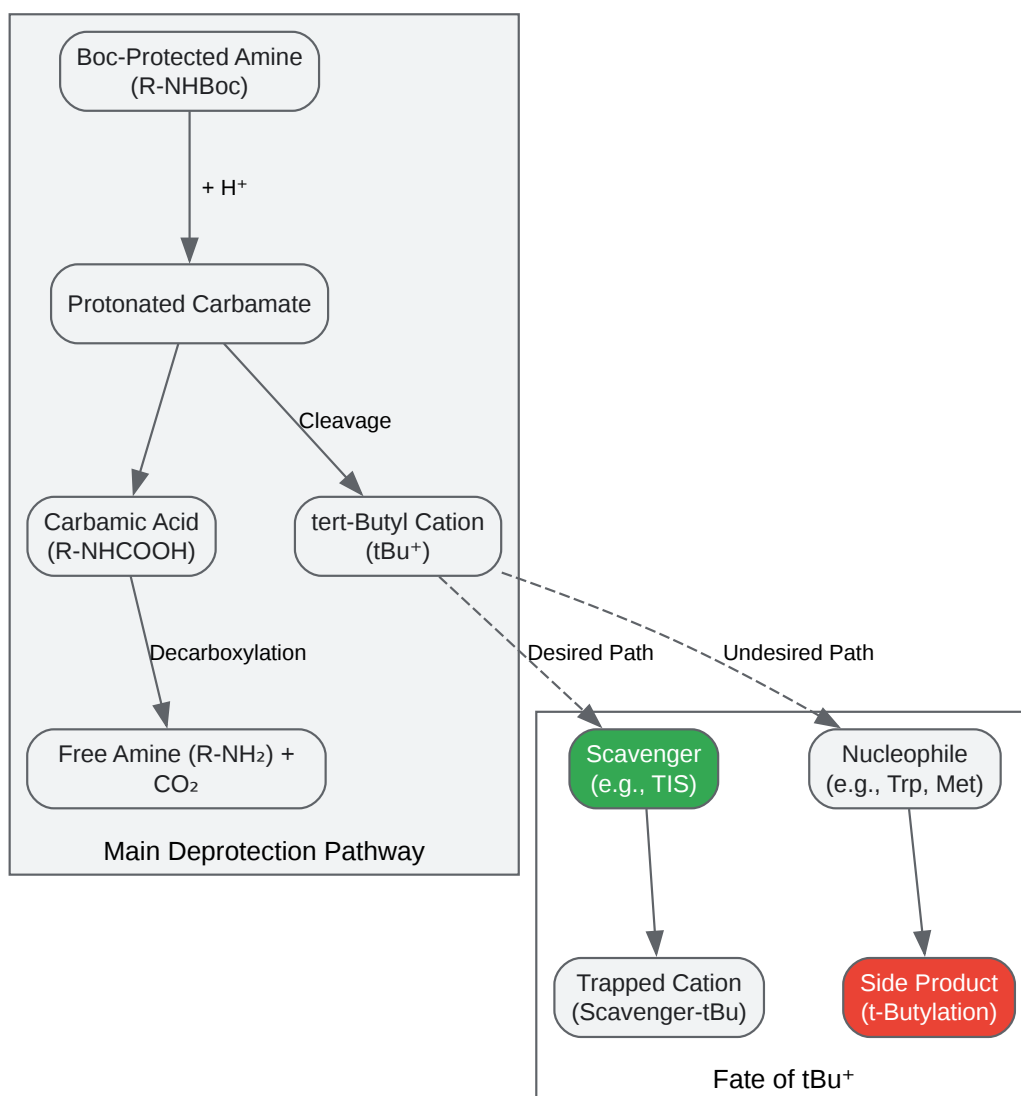 Boc-Protected Amine
(R-NHBoc)
+ H⁺
Protonated Carbamate
Cleavage
Carbamic Acid
(R-NHCOOH)
tert-Butyl Cation
(tBu⁺)
Decarboxylation
Desired Path
Undesired Path
Free Amine (R-NH₂) +
CO₂
Scavenger
(e.g., TIS)
Nucleophile
(e.g., Trp, Met)
Main Deprotection Pathway
Trapped Cation
(Scavenger-tBu)
Side Product
(t-Butylation)
Fate of tBu⁺